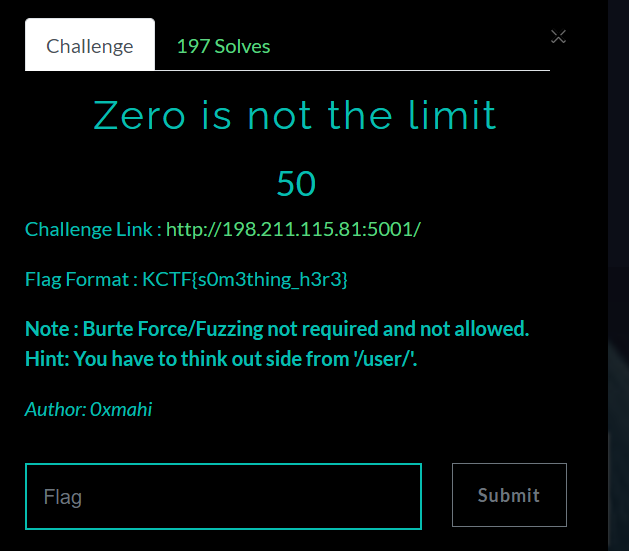 Challenge
197 Solves
Zero is not the limit
50
Challenge Link : http://198.211.115.81:5001/
Flag Format : KCTF{s0m3thing_h3r3}
Note : Burte Force/Fuzzing not required and not allowed.
Hint: You have to think out side from '/user/'.
Author: 0xmahi
Flag
Submit